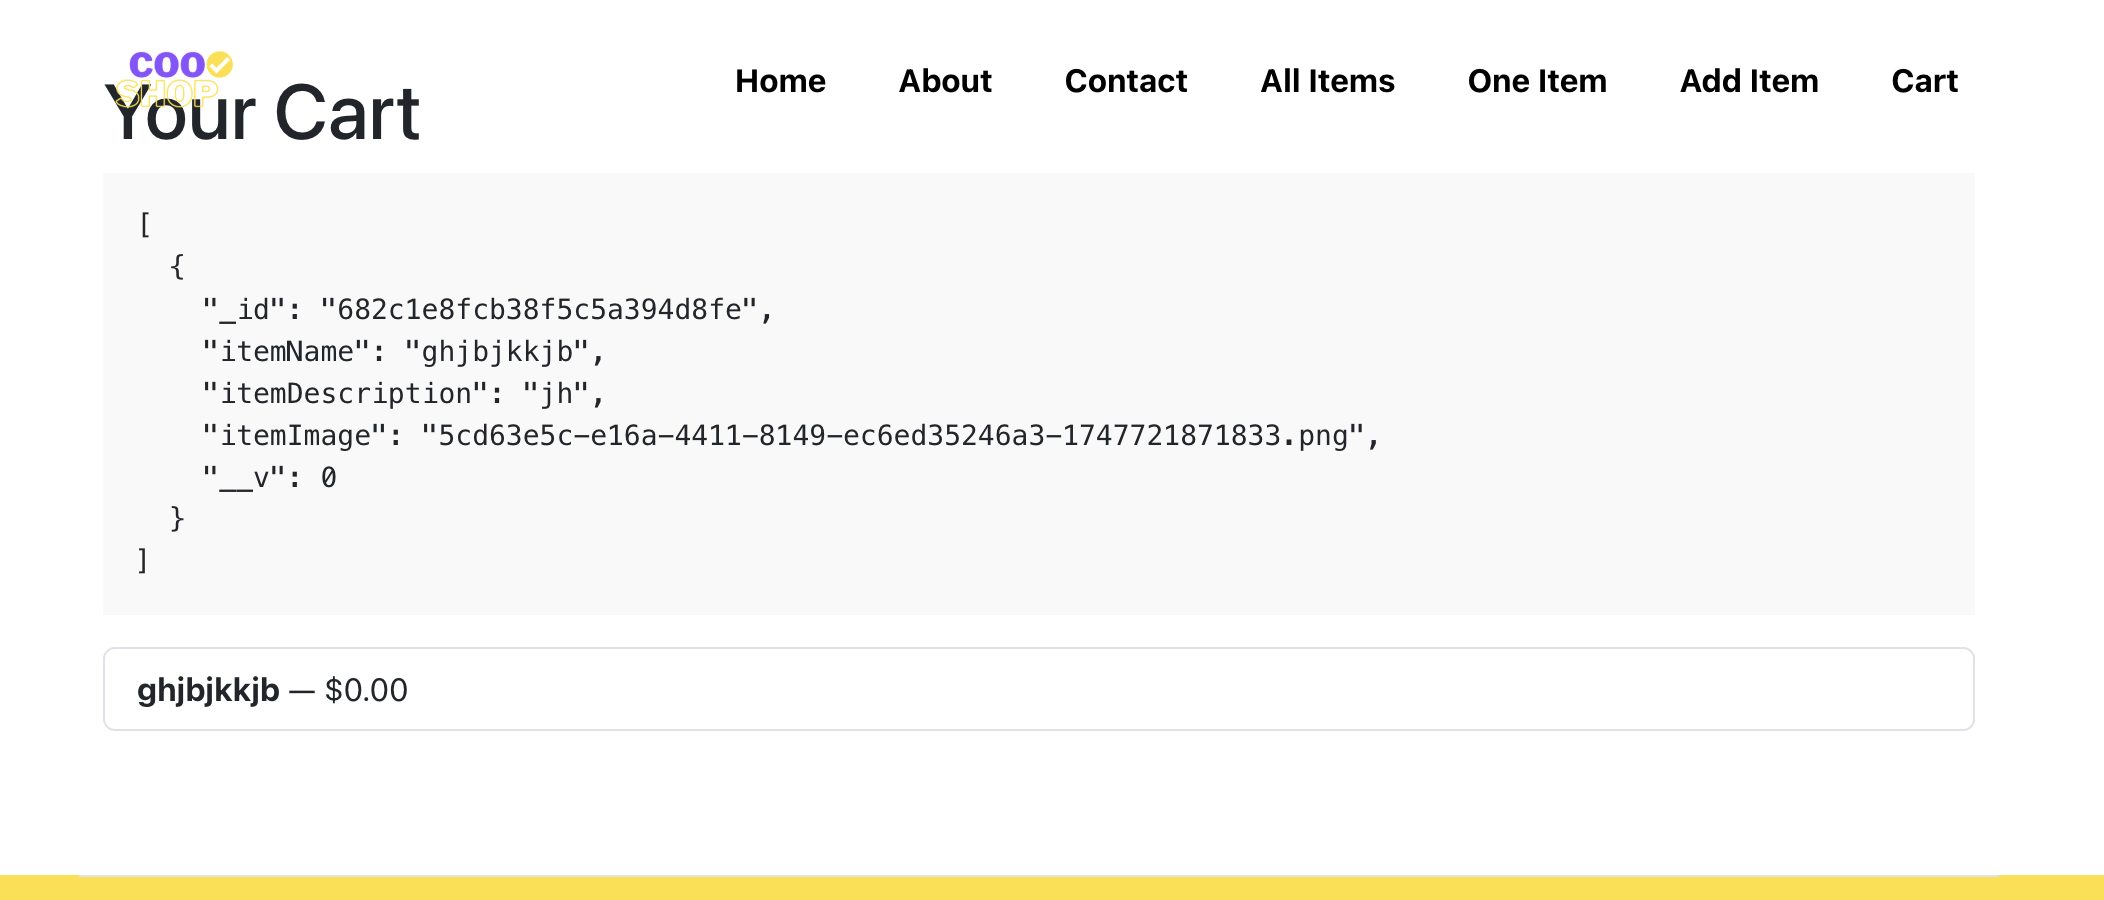 COO
SHOP
Home About Contact All Items One Item Add Item Cart
Your Cart
[
  {
    "_id": "682c1e8fcb38f5c5a394d8fe",
    "itemName": "ghjbjkkjb",
    "itemDescription": "jh",
    "itemImage": "5cd63e5c-e16a-4411-8149-ec6ed35246a3-1747721871833.png",
    "__v": 0
  }
]
ghjbjkkjb — $0.00